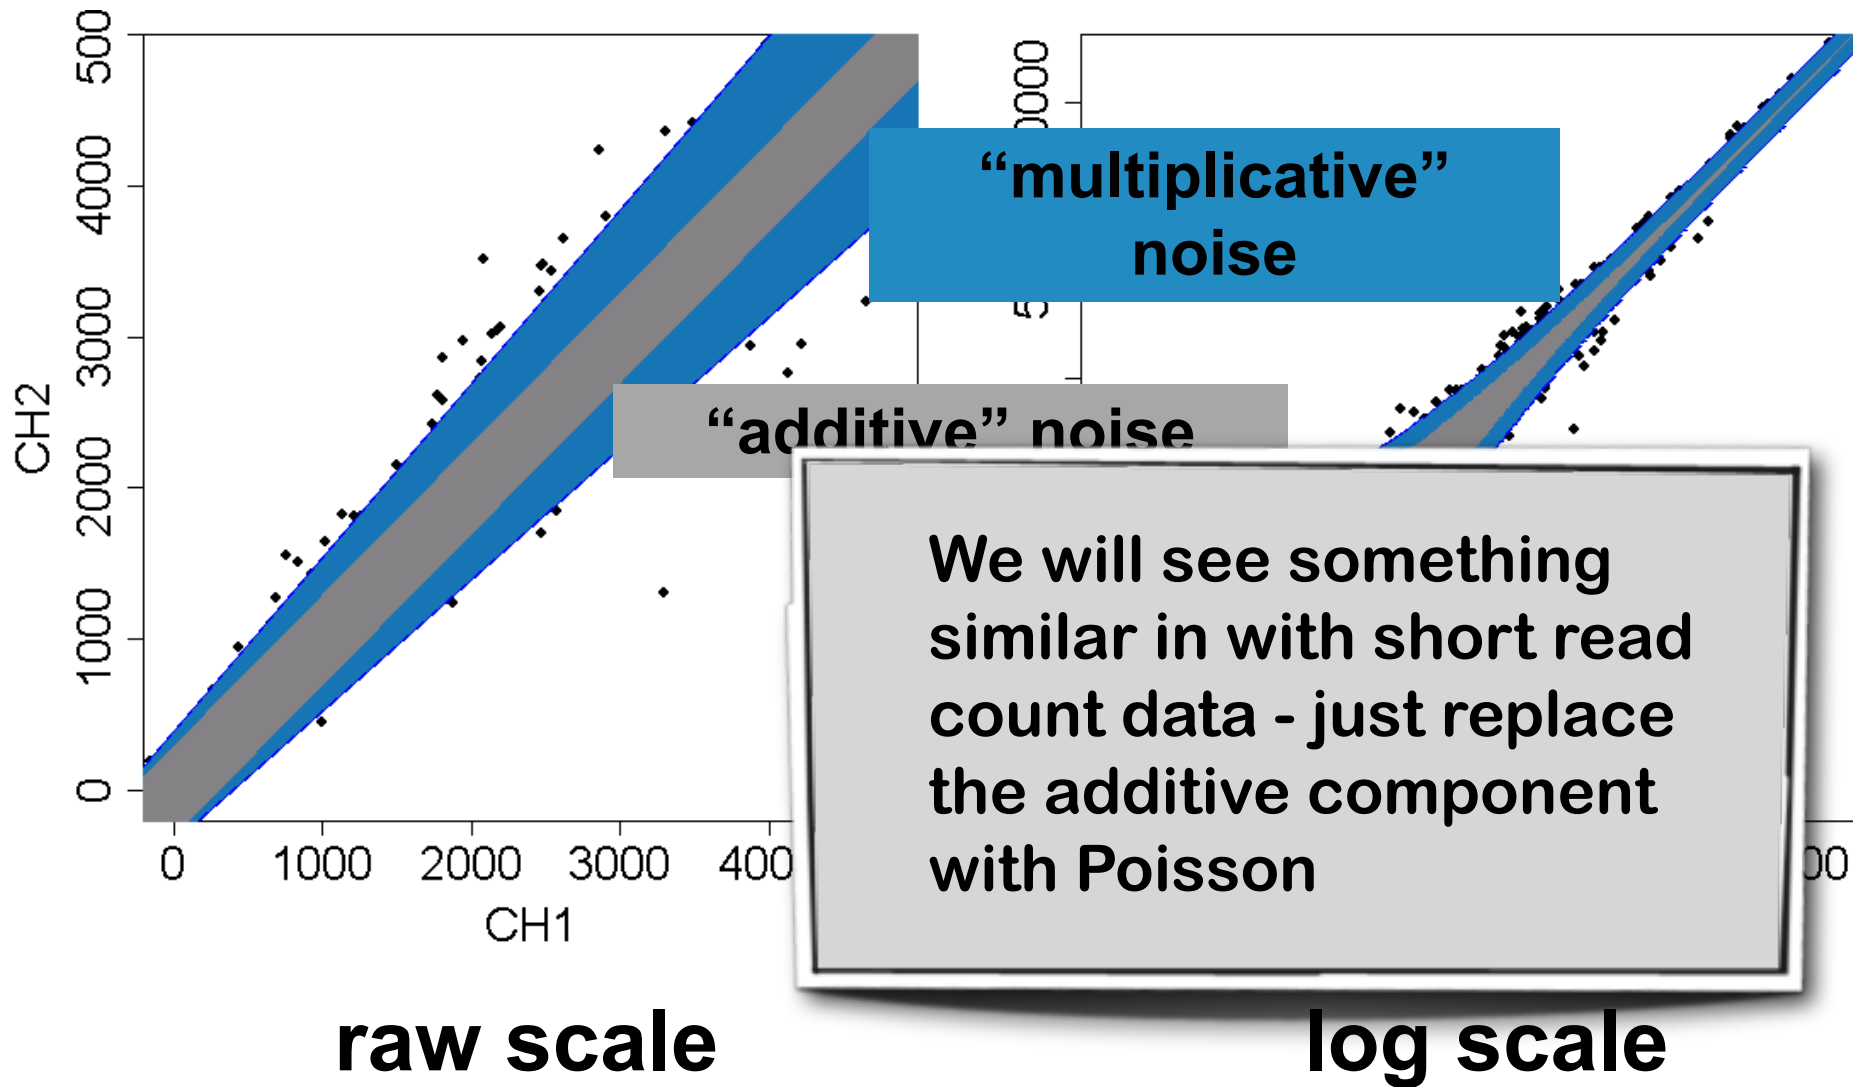 500
4000
3000
2000
1000
0
CH2
0
1000
2000
3000
400
CH1
raw scale
“multiplicative”
noise
“additive” noise
We will see something
similar in with short read
count data - just replace
the additive component
with Poisson
log scale